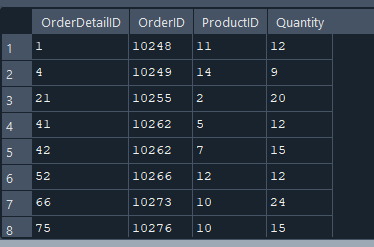 OrderDetailID OrderID ProductID Quantity
1 1 10248 11 12
2 4 10249 14 9
3 21 10255 2 20
4 41 10262 5 12
5 42 10262 7 15
6 52 10266 12 12
7 66 10273 10 24
8 75 10276 10 15